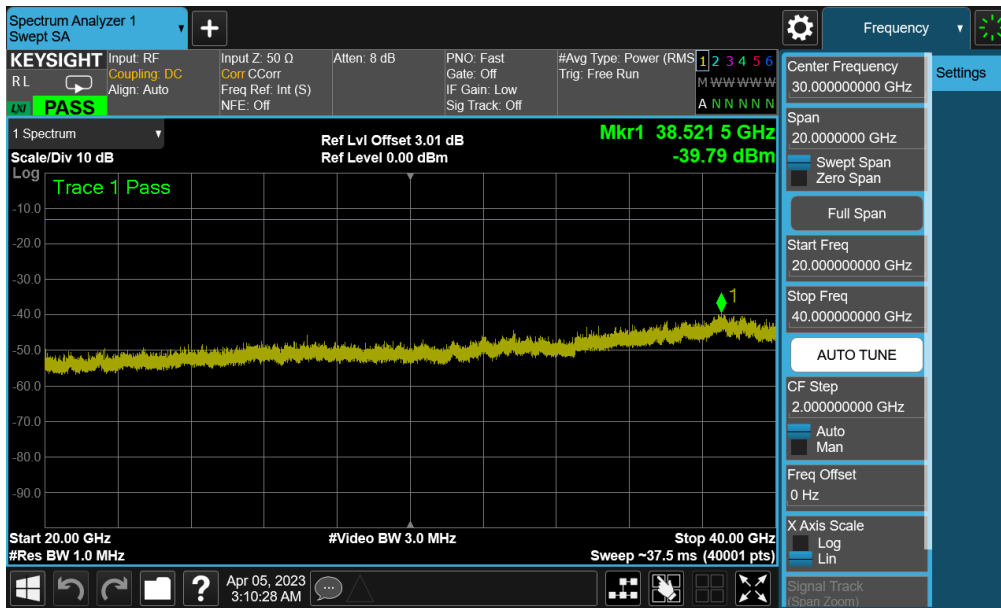 Spectrum Analyzer 1
Swept SA
Frequency
KEYSIGHT
R L
LXI
PASS
Input: RF
Coupling: DC
Align: Auto
Input Z: 50 Ω
Corr CCorr
Freq Ref: Int (S)
NFE: Off
Atten: 8 dB
PNO: Fast
Gate: Off
IF Gain: Low
Sig Track: Off
#Avg Type: Power (RMS
Trig: Free Run
1 2 3 4 5 6
M W W W W W
A N N N N N
1 Spectrum
Scale/Div 10 dB
Ref Lvl Offset 3.01 dB
Ref Level 0.00 dBm
Mkr1 38.521 5 GHz
-39.79 dBm
Log
Trace 1 Pass
-10.0
-20.0
-30.0
1
-40.0
-50.0
-60.0
-70.0
-80.0
-90.0
Start 20.00 GHz
#Res BW 1.0 MHz
#Video BW 3.0 MHz
Stop 40.00 GHz
Sweep ~37.5 ms (40001 pts)
Apr 05, 2023
3:10:28 AM
Center Frequency
30.000000000 GHz
Span
20.0000000 GHz
Swept Span
Zero Span
Full Span
Start Freq
20.000000000 GHz
Stop Freq
40.000000000 GHz
AUTO TUNE
CF Step
2.000000000 GHz
Auto
Man
Freq Offset
0 Hz
X Axis Scale
Log
Lin
Signal Track
(Span Zoom)
Settings